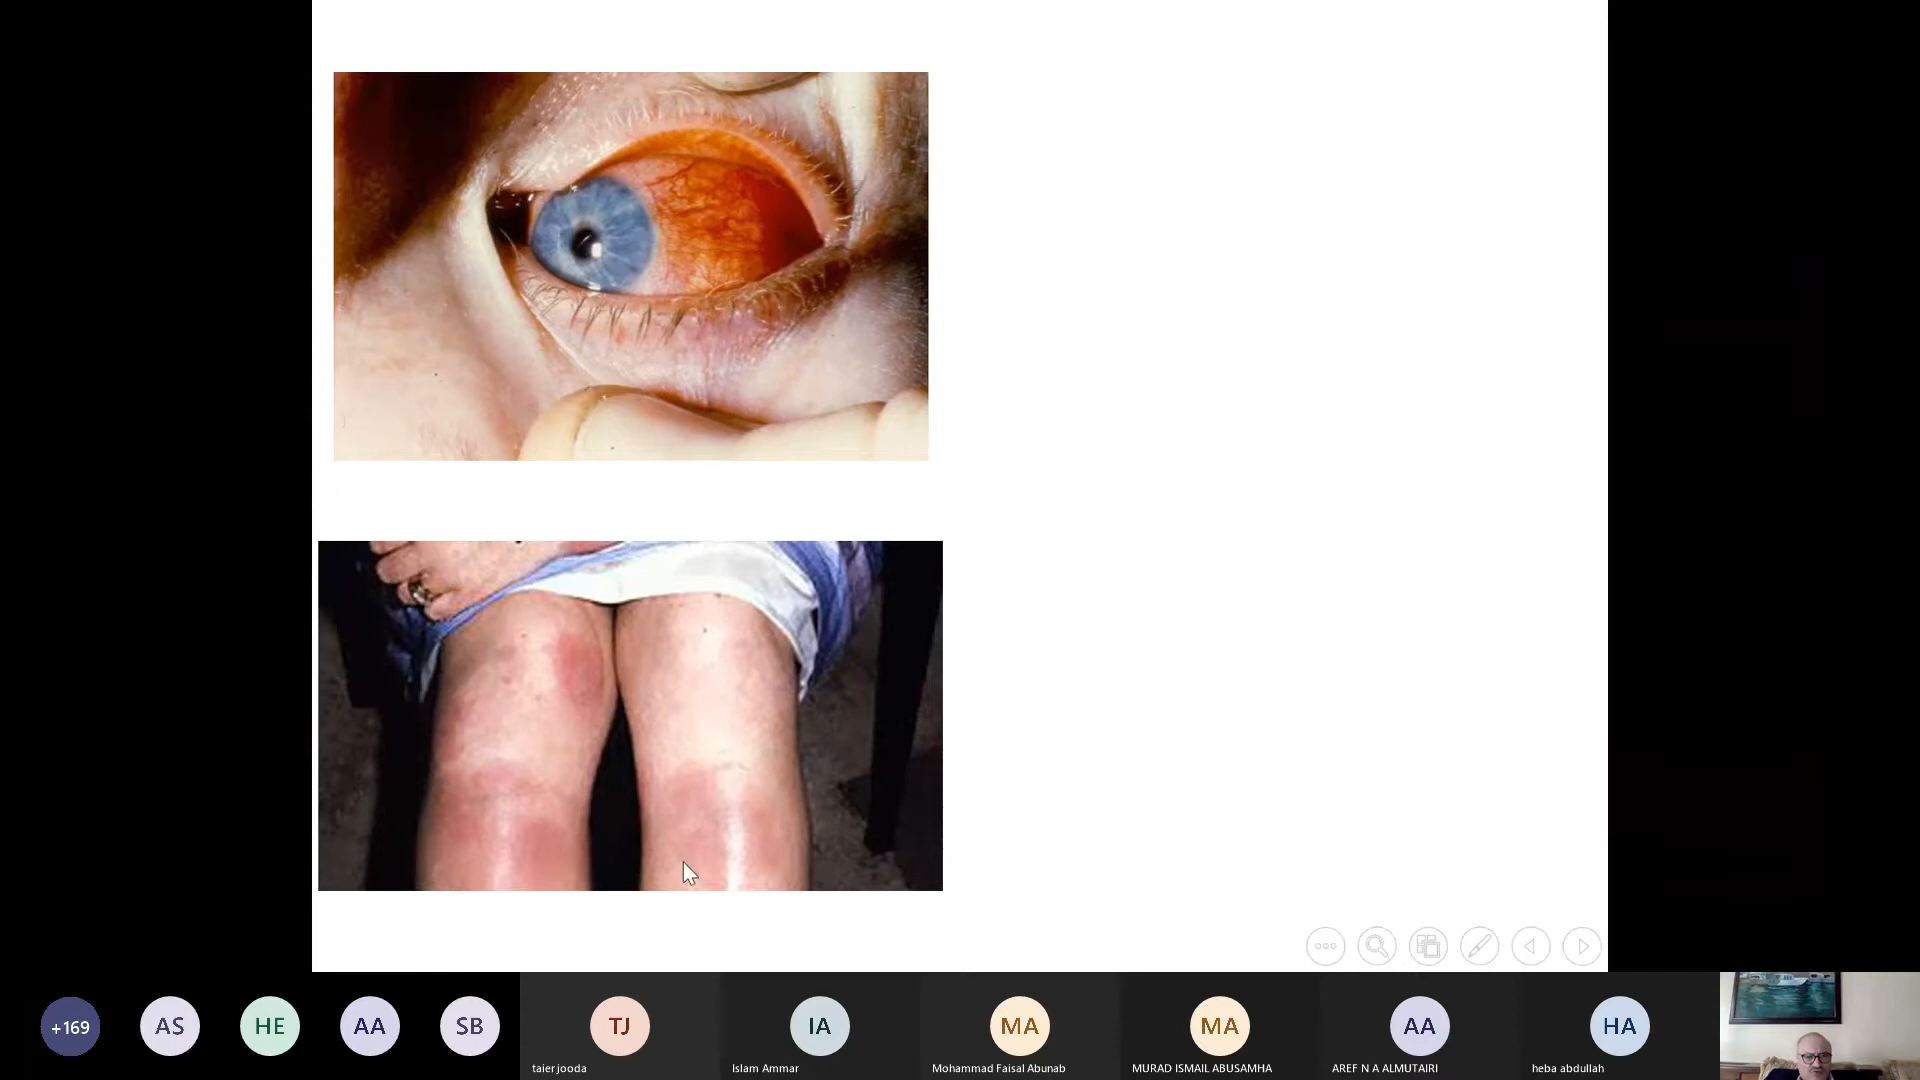 +169
AS
HE
AA
SB
TJ
IA
MA
MA
AA
HA
taier jooda
Islam Ammar
Mohammad Faisal Abunab
MURAD ISMAIL ABUSAMHA
AREF N A ALMUTAIRI
heba abdullah